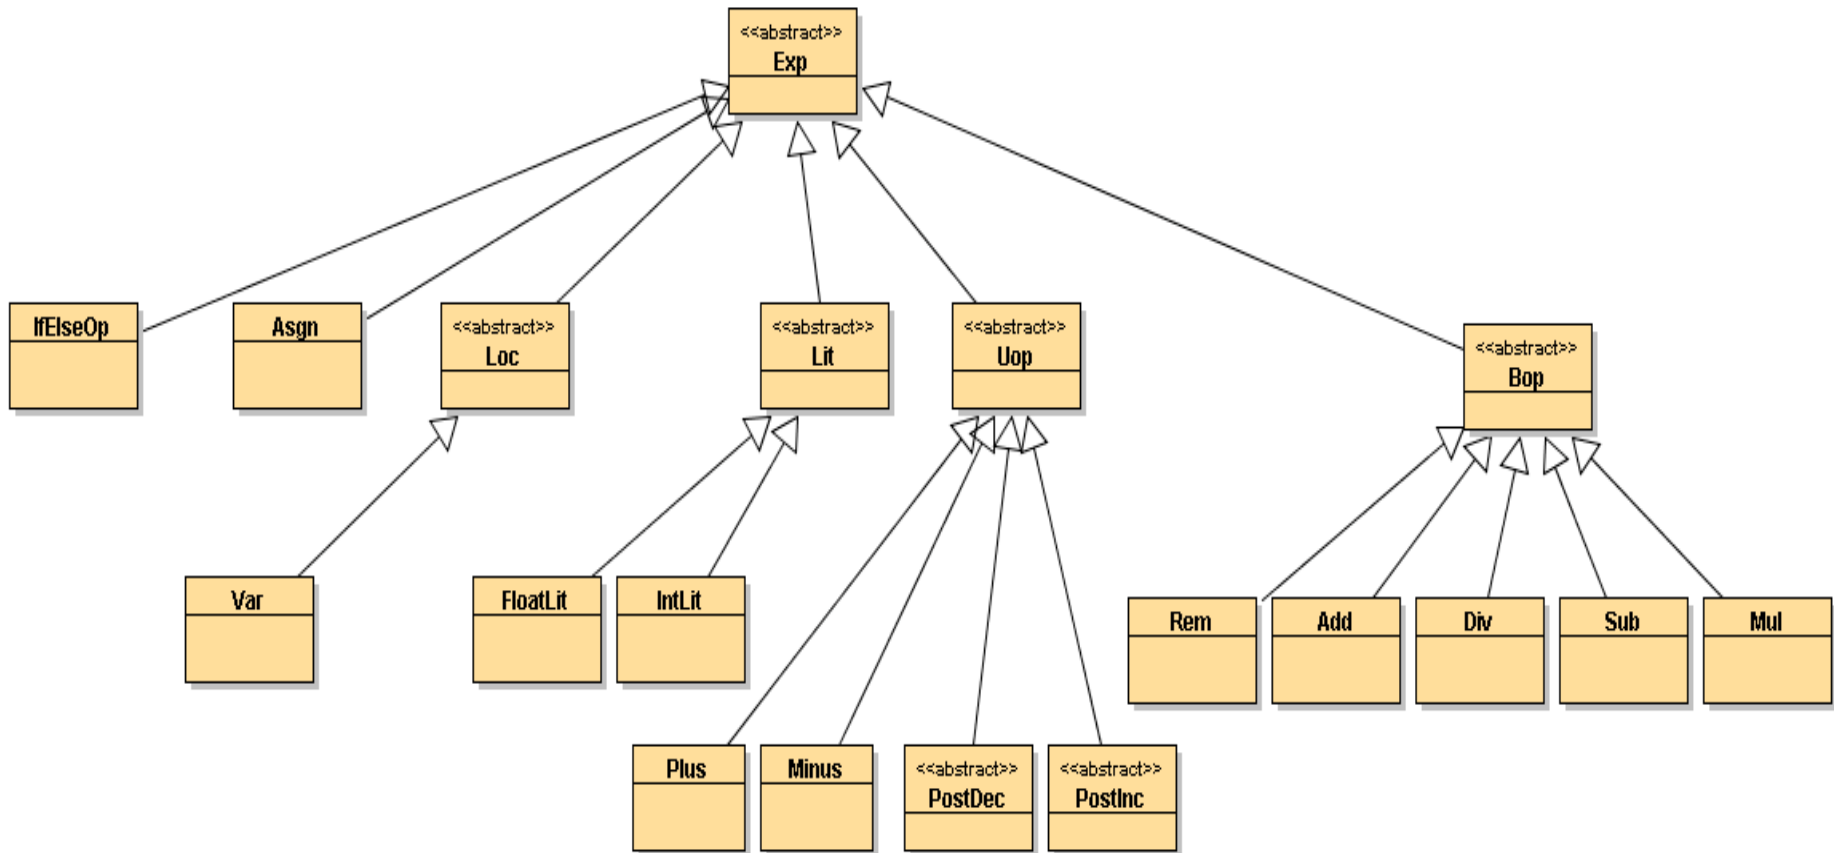 <<abstract>>
Exp
IfElseOp
Asgn
<<abstract>>
Loc
<<abstract>>
Lit
<<abstract>>
Uop
<<abstract>>
Bop
Var
FloatLit
IntLit
Rem
Add
Div
Sub
Mul
Plus
Minus
<<abstract>>
PostDec
<<abstract>>
PostInc